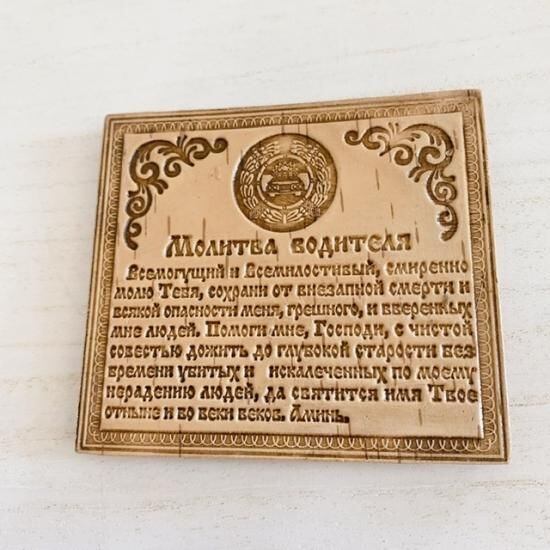 Молитва водителя
Всемогущий и Всемилостивый, смиренно
молю Тебя, сохрани от внезапной смерти и
всякой опасности меня, грешного, и вверенных
мне людей. Помоги мне, Господи, с чистой
совестью дожить до глубокой старости без
времени убитых и искалеченных по моему
нерадению людей, да святится имя Твое
отныне и во веки веков. Аминь.